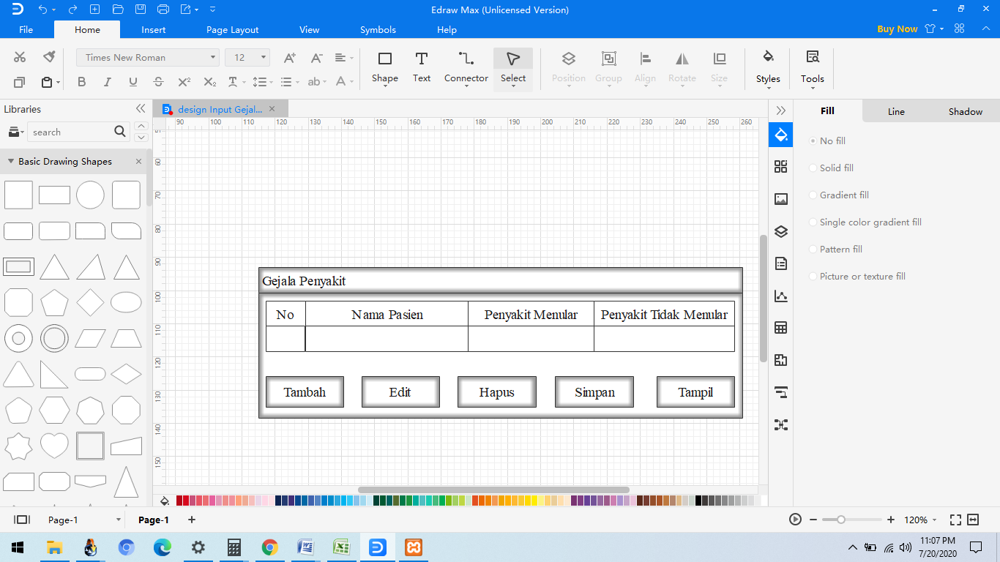 Edraw Max (Unlicensed Version)
File Home Insert Page Layout View Symbols Help Buy Now
Times New Roman 12
Shape Text Connector Select Position Group Align Rotate Size Styles Tools
B I U S X² X₂ T ab A
Libraries
design Input Gejal...
search
Basic Drawing Shapes
90 100 110 120 130 140 150 160 170 180 190 200 210 220 230 240 250 260
60
70
80
90
100
110
120
130
140
150
Gejala Penyakit
No Nama Pasien Penyakit Menular Penyakit Tidak Menular
Tambah Edit Hapus Simpan Tampil
Fill Line Shadow
No fill
Solid fill
Gradient fill
Single color gradient fill
Pattern fill
Picture or texture fill
Page-1 Page-1 120%
11:07 PM
7/20/2020